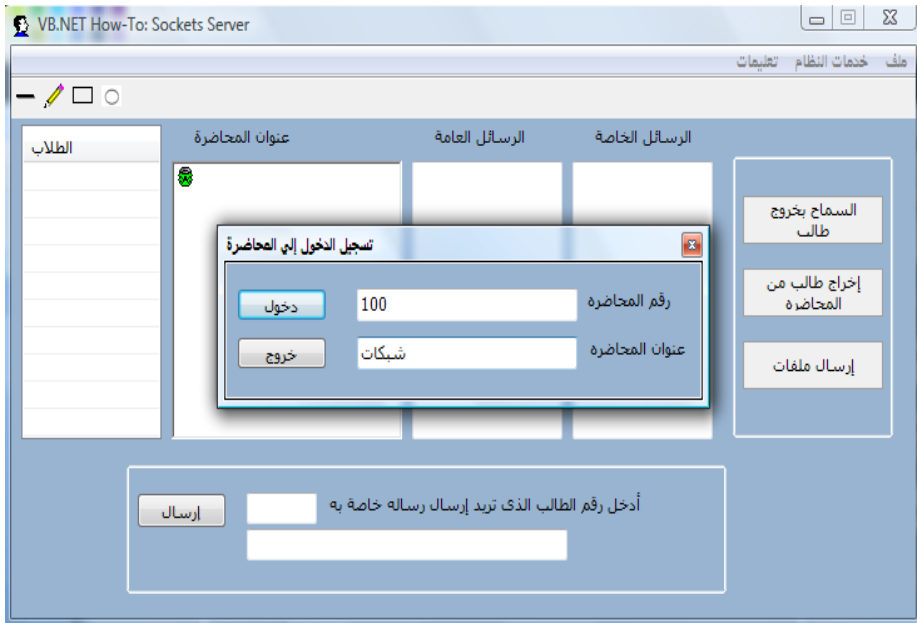 VB.NET How-To: Sockets Server
ملف خدمات النظام تعليمات
الرسائل الخاصة
الرسائل العامة
عنوان المحاضرة
الطلاب
السماح بخروج
طالب
إخراج طالب من
المحاضرة
إرسال ملفات
تسجيل الدخول إلى المحاضرة
رقم المحاضره
100
دخول
عنوان المحاضره
شبكات
خروج
أدخل رقم الطالب الذى تريد إرسال رساله خاصة به
إرسال